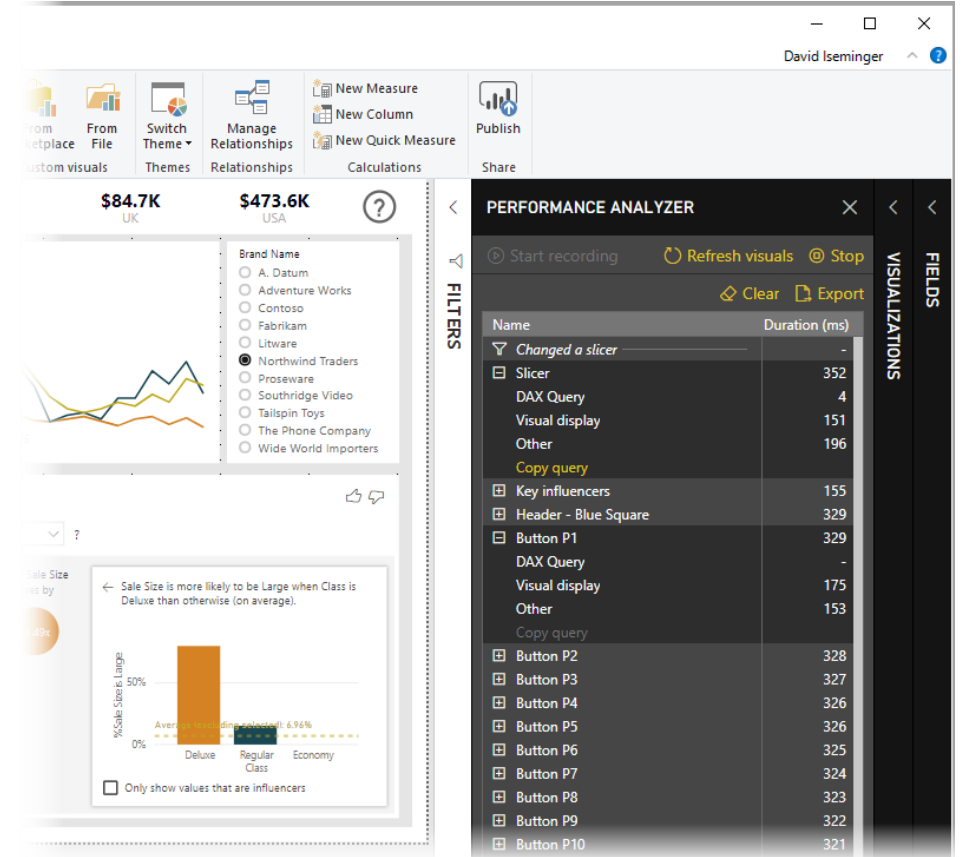 David Iseminger
?
From
File
Switch
Theme
Manage
Relationships
New Measure
New Column
New Quick Measure
Publish
Themes
Relationships
Calculations
Share
$84.7K
UK
$473.6K
USA
?
Brand Name
A. Datum
Adventure Works
Contoso
Fabrikam
Litware
Northwind Traders
Proseware
Southridge Video
Tailspin Toys
The Phone Company
Wide World Importers
?
Sale Size
by
Sale Size is more likely to be Large when Class is
Deluxe than otherwise (on average).
%Sale Size is Large
50%
Average (excluding selected): 6.96%
0%
Deluxe
Regular
Economy
Class
Only show values that are influencers
FILTERS
PERFORMANCE ANALYZER
Start recording
Refresh visuals
Stop
Clear
Export
Name Duration (ms)
Changed a slicer -
Slicer 352
DAX Query 4
Visual display 151
Other 196
Copy query
Key influencers 155
Header - Blue Square 329
Button P1 329
DAX Query -
Visual display 175
Other 153
Copy query
Button P2 328
Button P3 327
Button P4 326
Button P5 326
Button P6 325
Button P7 324
Button P8 323
Button P9 322
Button P10 321
VISUALIZATIONS
FIELDS